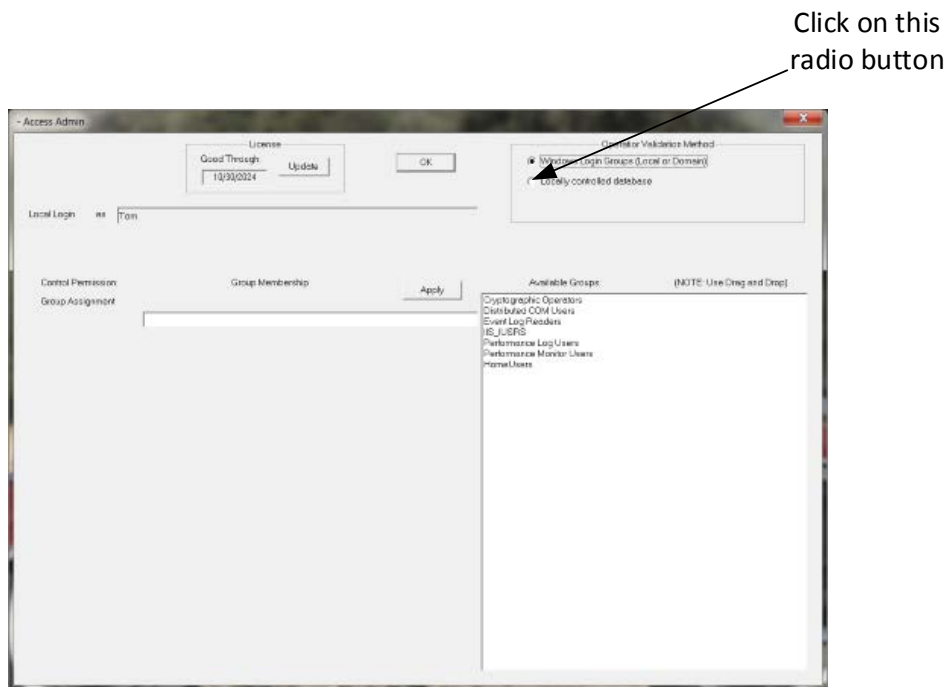 Click on this
radio button
- Access Admin
License
Good Through
10/30/2024
Update
OK
Operator Validation Method
Windows Login Groups (Local or Domain)
Locally controlled database
Local Login as Tom
Control Permission
Group Membership
Apply
Available Groups
(NOTE: Use Drag and Drop)
Group Assignment
Cryptographic Operators
Distributed COM Users
Event Log Readers
IIS_IUSRS
Performance Log Users
Performance Monitor Users
HomeUsers